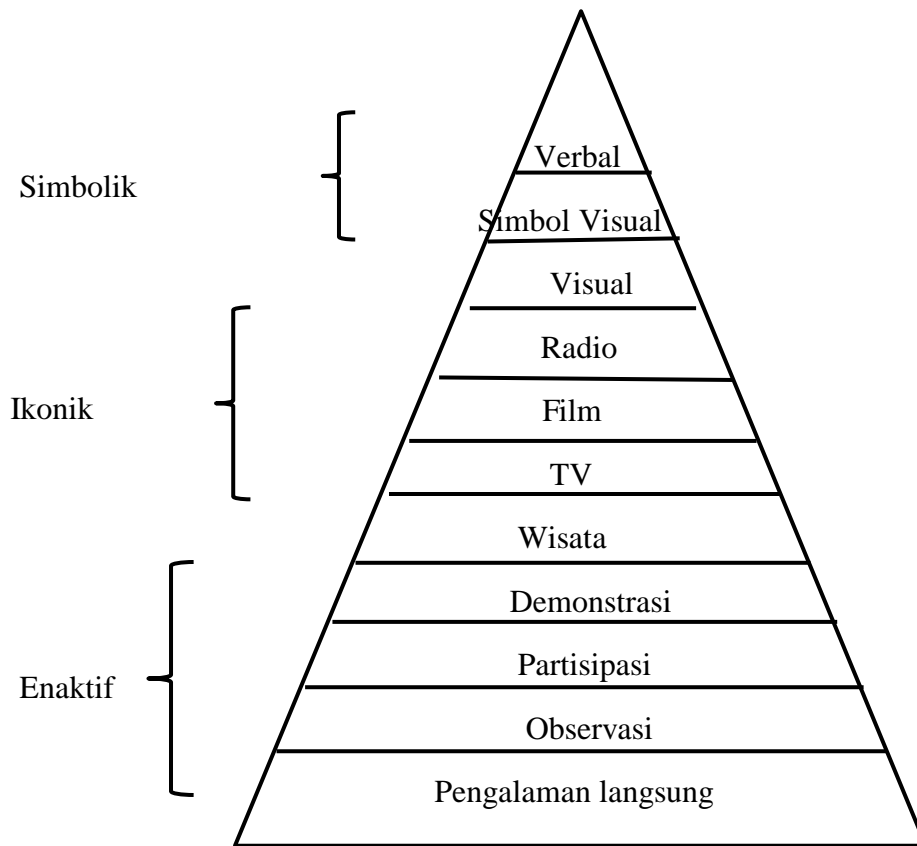 Verbal
Simbolik
Simbol Visual
Visual
Radio
Ikonik
Film
TV
Wisata
Demonstrasi
Partisipasi
Enaktif
Observasi
Pengalaman langsung